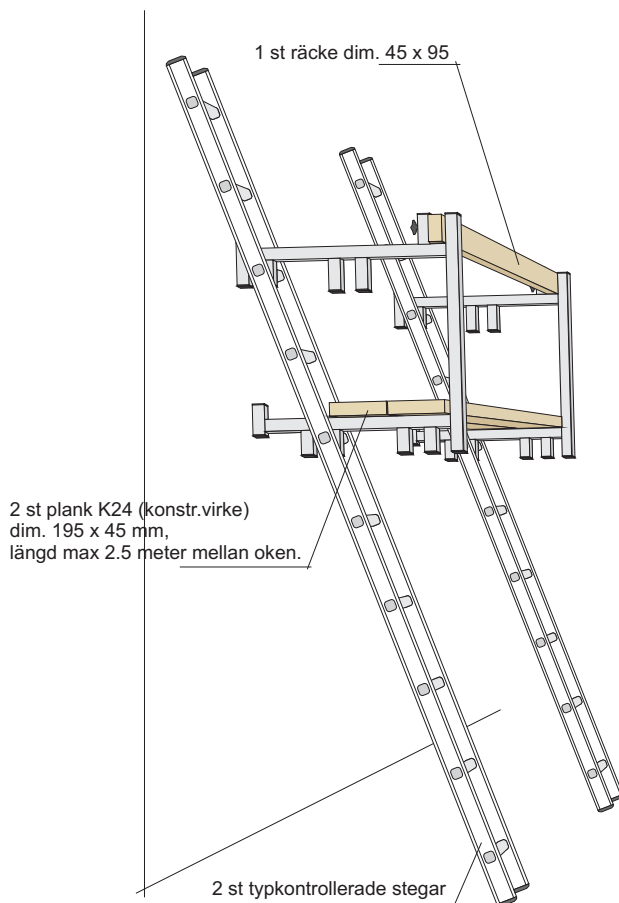 1 st räcke dim. 45 x 95
2 st plank K24 (konstr.virke)
dim. 195 x 45 mm,
längd max 2.5 meter mellan oken.
2 st typkontrollerade stegar